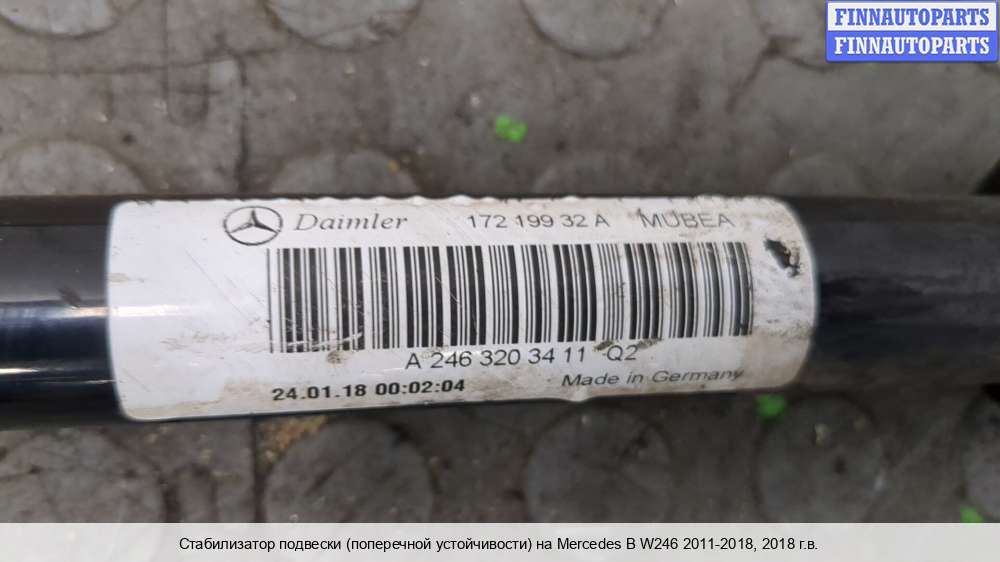 FINNAUTOPARTS
FINNAUTOPARTS
Daimler 172 199 32 A MUBEA
A 246 320 34 11 Q2
24.01.18 00:02:04 Made in Germany
Стабилизатор подвески (поперечной устойчивости) на Mercedes B W246 2011-2018, 2018 г.в.